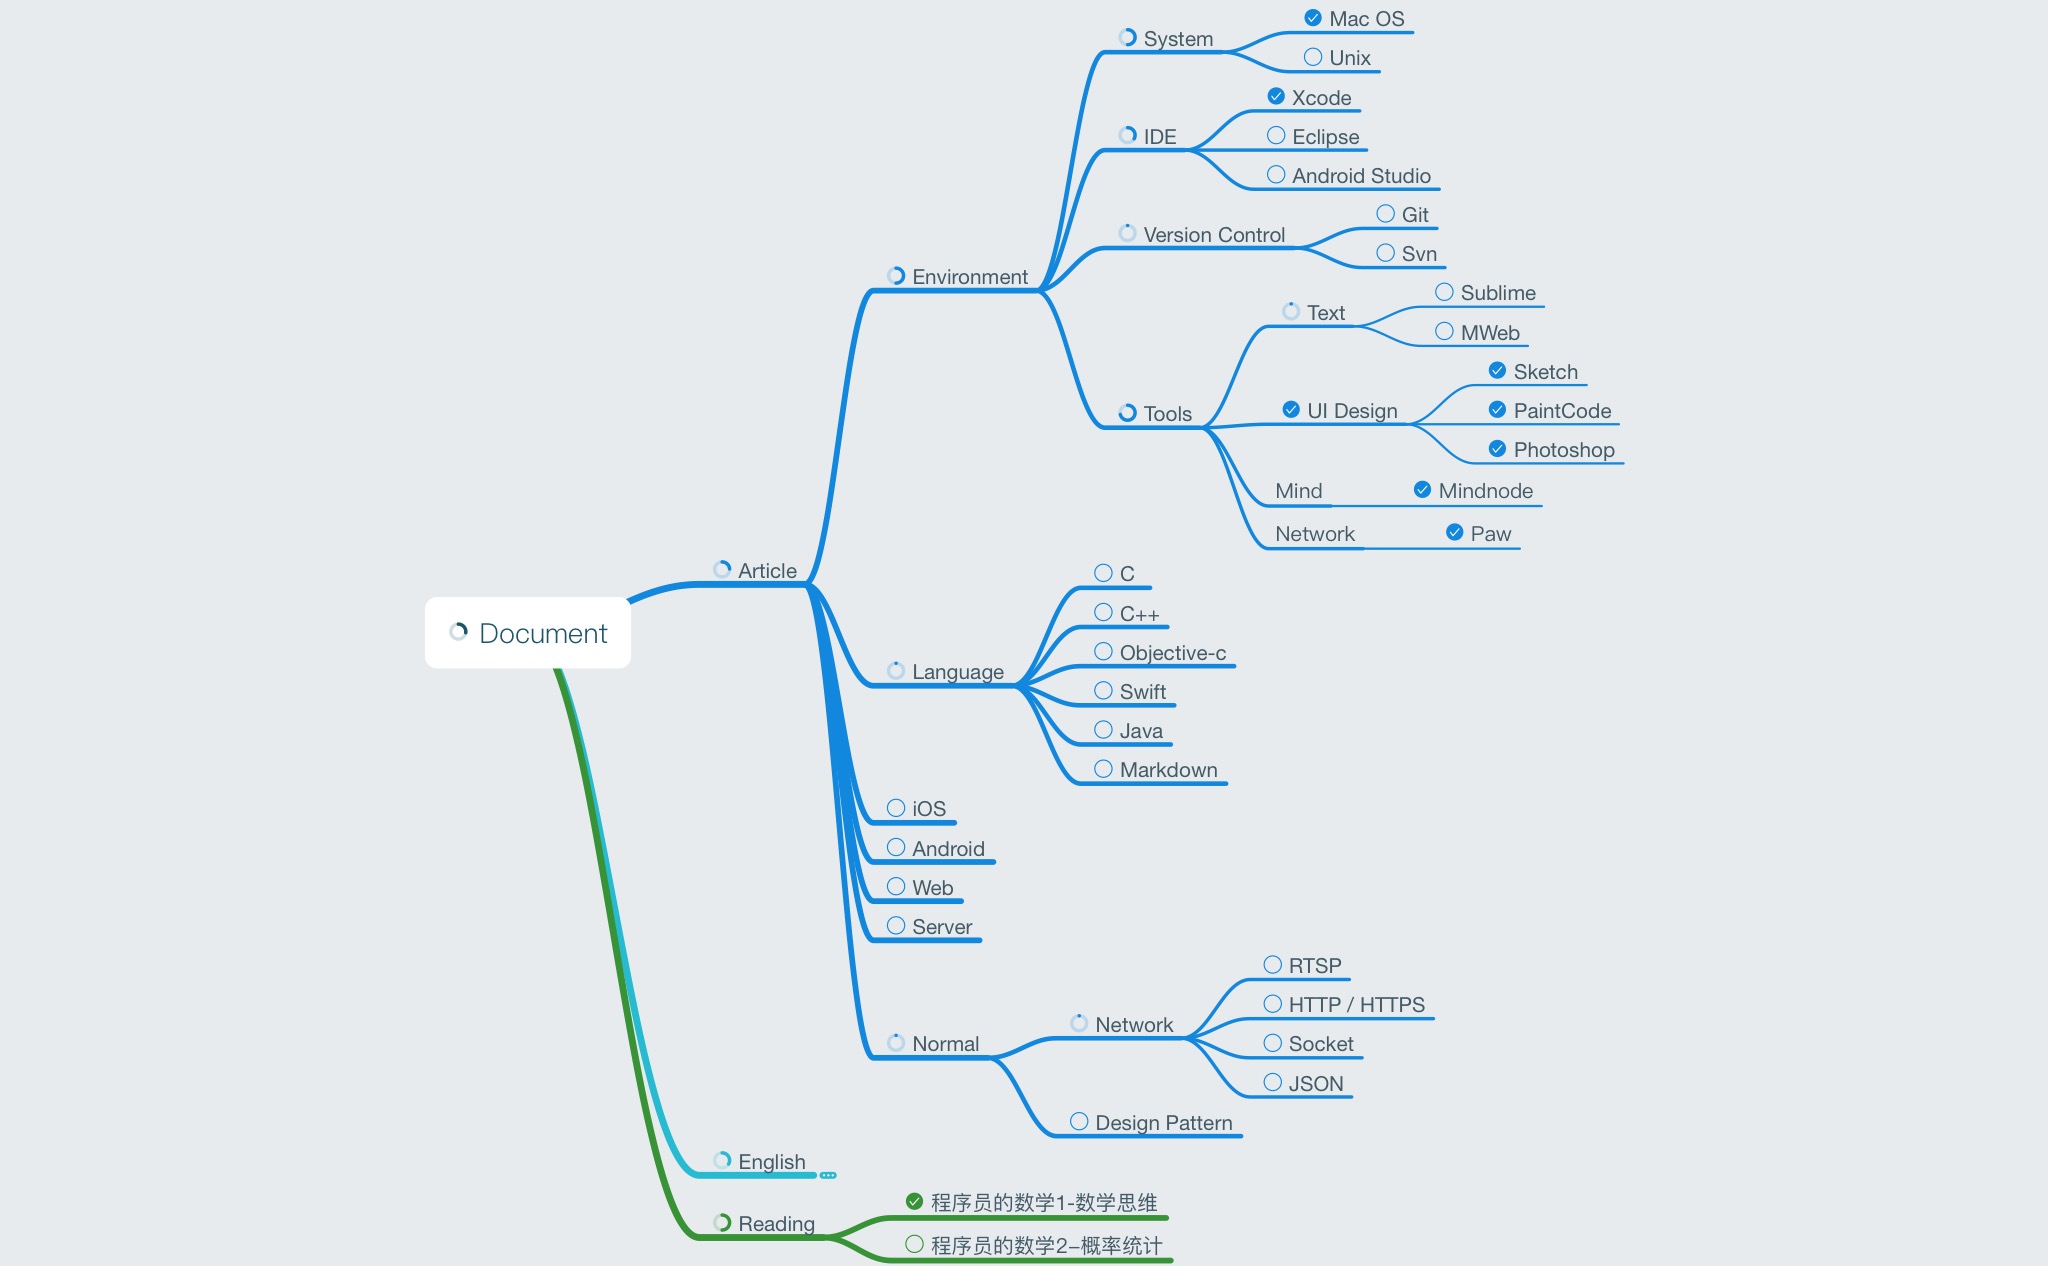 Mac OS
System
Unix
Xcode
IDE
Eclipse
Android Studio
Git
Version Control
Svn
Environment
Sublime
Text
MWeb
Sketch
Tools
UI Design
PaintCode
Photoshop
Mind
Mindnode
Network
Paw
Article
C
Document
C++
Objective-c
Language
Swift
Java
Markdown
iOS
Android
Web
Server
RTSP
HTTP / HTTPS
Network
Normal
Socket
JSON
Design Pattern
English
程序员的数学1-数学思维
Reading
程序员的数学2–概率统计